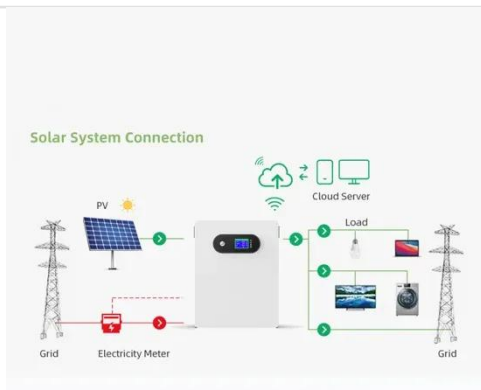 Solar System Connection
Cloud Server
PV
Load
Grid
Electricity Meter
Grid